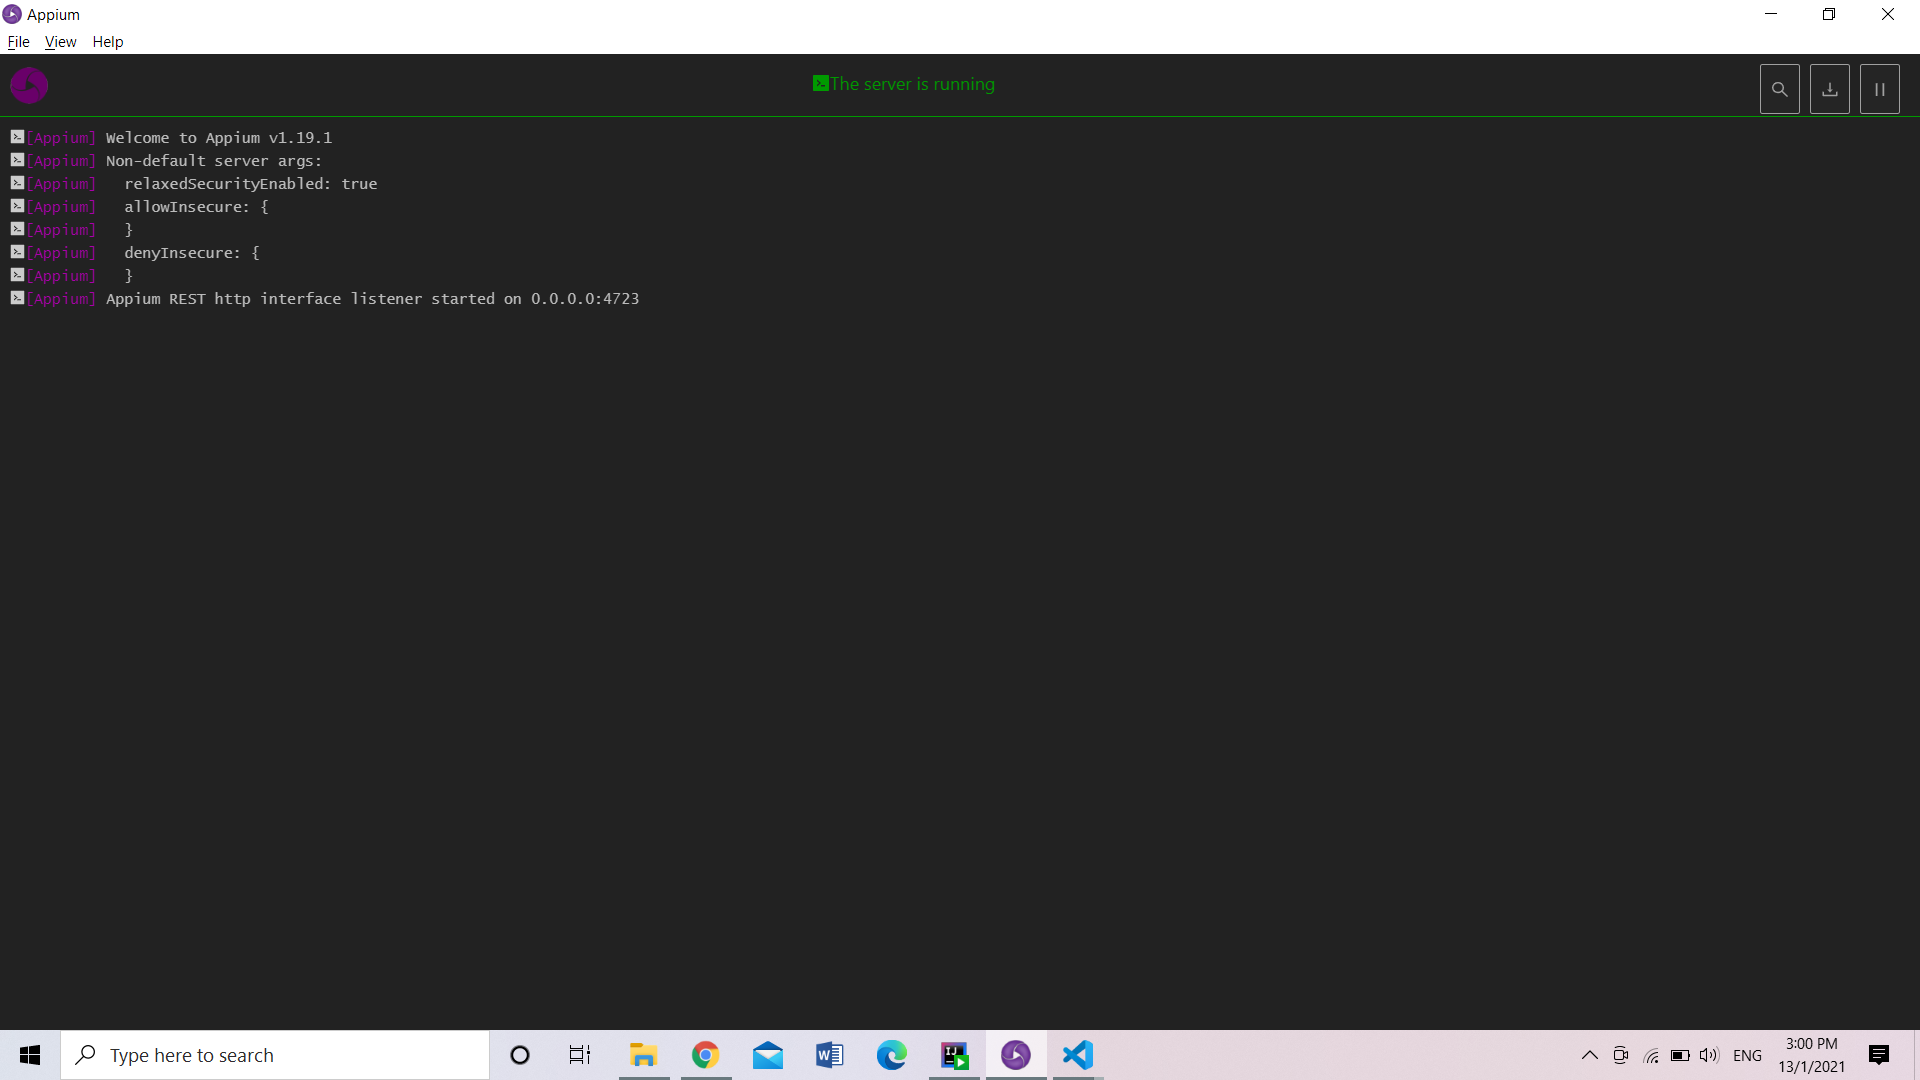 Appium
File View Help
The server is running
[Appium] Welcome to Appium v1.19.1
[Appium] Non-default server args:
[Appium]   relaxedSecurityEnabled: true
[Appium]   allowInsecure: {
[Appium]   }
[Appium]   denyInsecure: {
[Appium]   }
[Appium] Appium REST http interface listener started on 0.0.0.0:4723
Type here to search
ENG
3:00 PM
13/1/2021